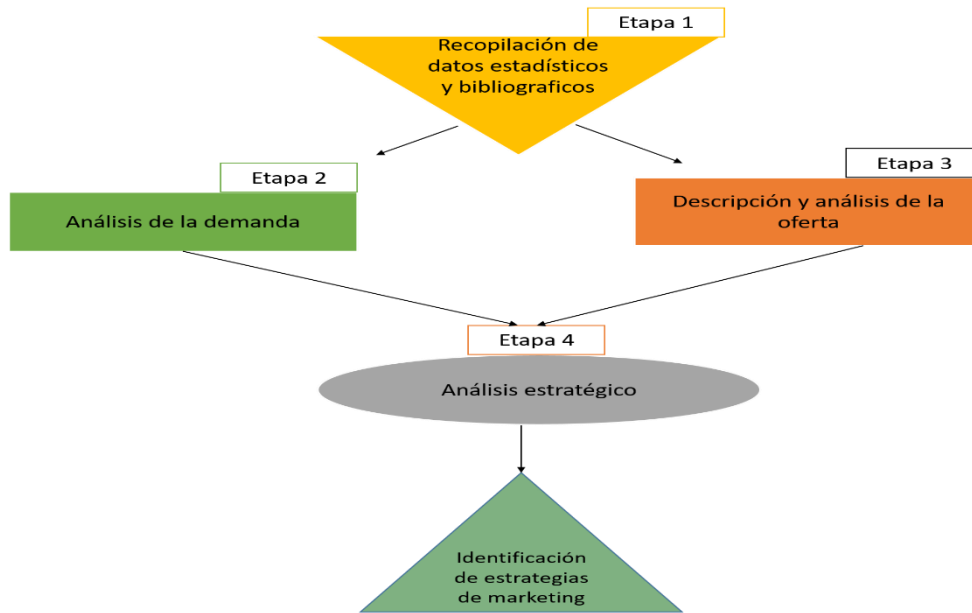 Etapa 1
Recopilación de
datos estadísticos
y bibliograficos
Etapa 2
Análisis de la demanda
Etapa 3
Descripción y análisis de la
oferta
Etapa 4
Análisis estratégico
Identificación
de estrategias
de marketing